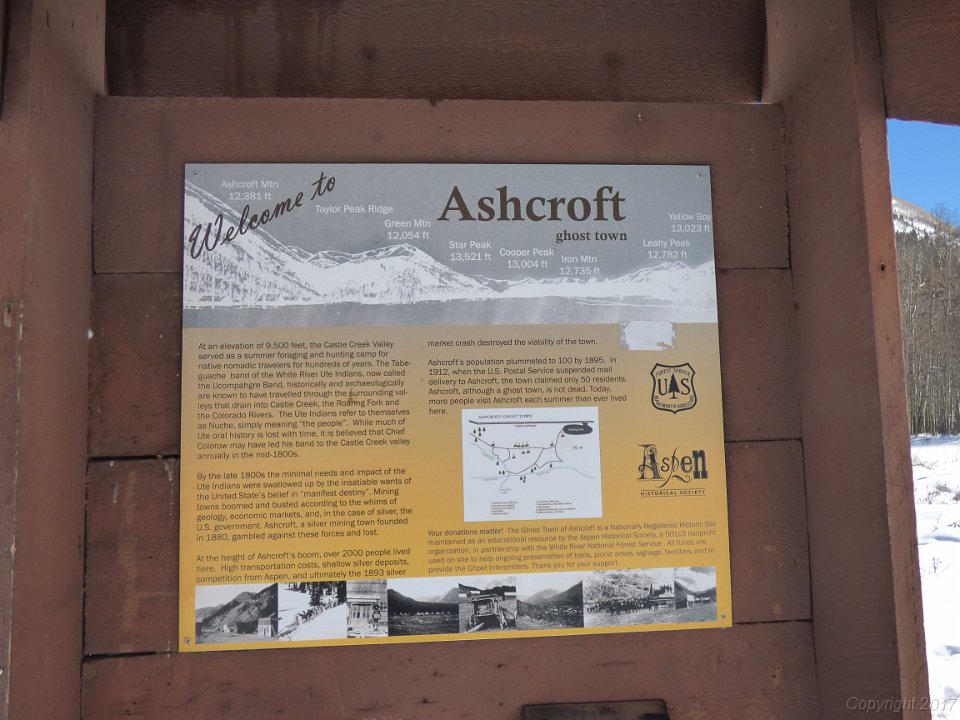 Welcome to
Ashcroft
ghost town
Ashcroft Mtn
12,381 ft
Taylor Peak Ridge
Green Mtn
12,054 ft
Star Peak
13,521 ft
Cooper Peak
13,004 ft
Iron Mtn
12,735 ft
Leahy Peak
12,782 ft
Yellow Boy
13,023 ft
At an elevation of 9,500 feet, the Castle Creek Valley
served as a summer foraging and hunting camp for
native nomadic travelers for hundreds of years. The Tabe-
guache band of the White River Ute Indians, now called
the Ucompahgre Band, historically and archaeologically
are known to have travelled through the surrounding val-
leys that drain into Castle Creek, the Roaring Fork and
the Colorado Rivers. The Ute Indians refer to themselves
as Nuche, simply meaning "the people". While much of
Ute oral history is lost with time, it is believed that Chief
Colorow may have led his band to the Castle Creek valley
annually in the mid-1800s.
By the late 1800s the minimal needs and impact of the
Ute Indians were swallowed up by the insatiable wants of
the United State's belief in "manifest destiny". Mining
towns boomed and busted according to the whims of
geology, economic markets, and, in the case of silver, the
U.S. government. Ashcroft, a silver mining town founded
in 1880, gambled against these forces and lost.
At the height of Ashcroft's boom, over 2000 people lived
here. High transportation costs, shallow silver deposits,
competition from Aspen, and ultimately the 1893 silver
market crash destroyed the viability of the town.
Ashcroft's population plummeted to 100 by 1895. In
1912, when the U.S. Postal Service suspended mail
delivery to Ashcroft, the town claimed only 50 residents.
Ashcroft, although a ghost town, is not dead. Today,
more people visit Ashcroft each summer than ever lived
here.
ASHCROFT GHOST TOWN
N
FOREST SERVICE
U S
DEPARTMENT OF AGRICULTURE
Aspen
HISTORICAL SOCIETY
Your donations matter! The Ghost Town of Ashcroft is a Nationally Registered Historic Site
maintained as an educational resource by the Aspen Historical Society, a 501c3 nonprofit
organization, in partnership with the White River National Forest Service. All funds are
used on site to help ongoing preservation of trails, picnic areas, signage, facilities, and to
provide the Ghost Interpreters. Thank you for your support.
Copyright 2017